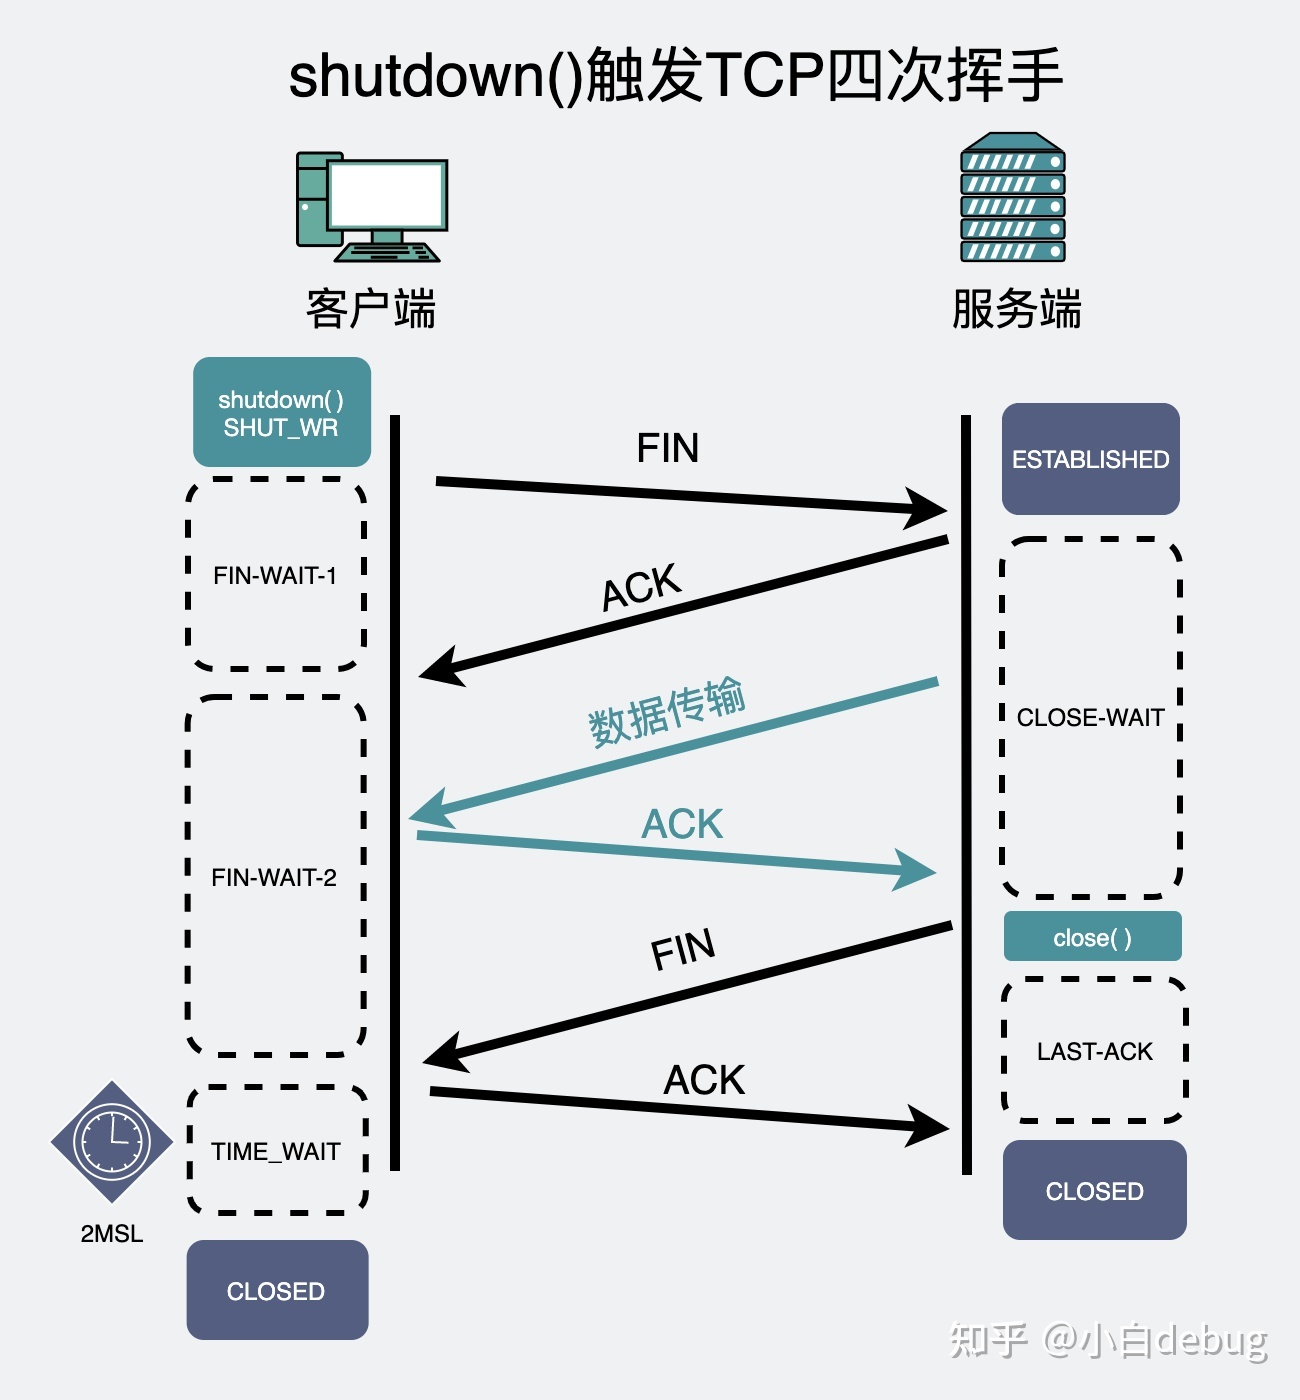 shutdown()触发TCP四次挥手
客户端
服务端
shutdown( )
SHUT_WR
ESTABLISHED
FIN
FIN-WAIT-1
ACK
数据传输
CLOSE-WAIT
ACK
FIN-WAIT-2
close( )
FIN
LAST-ACK
ACK
TIME_WAIT
2MSL
CLOSED
CLOSED
知乎 @小白debug